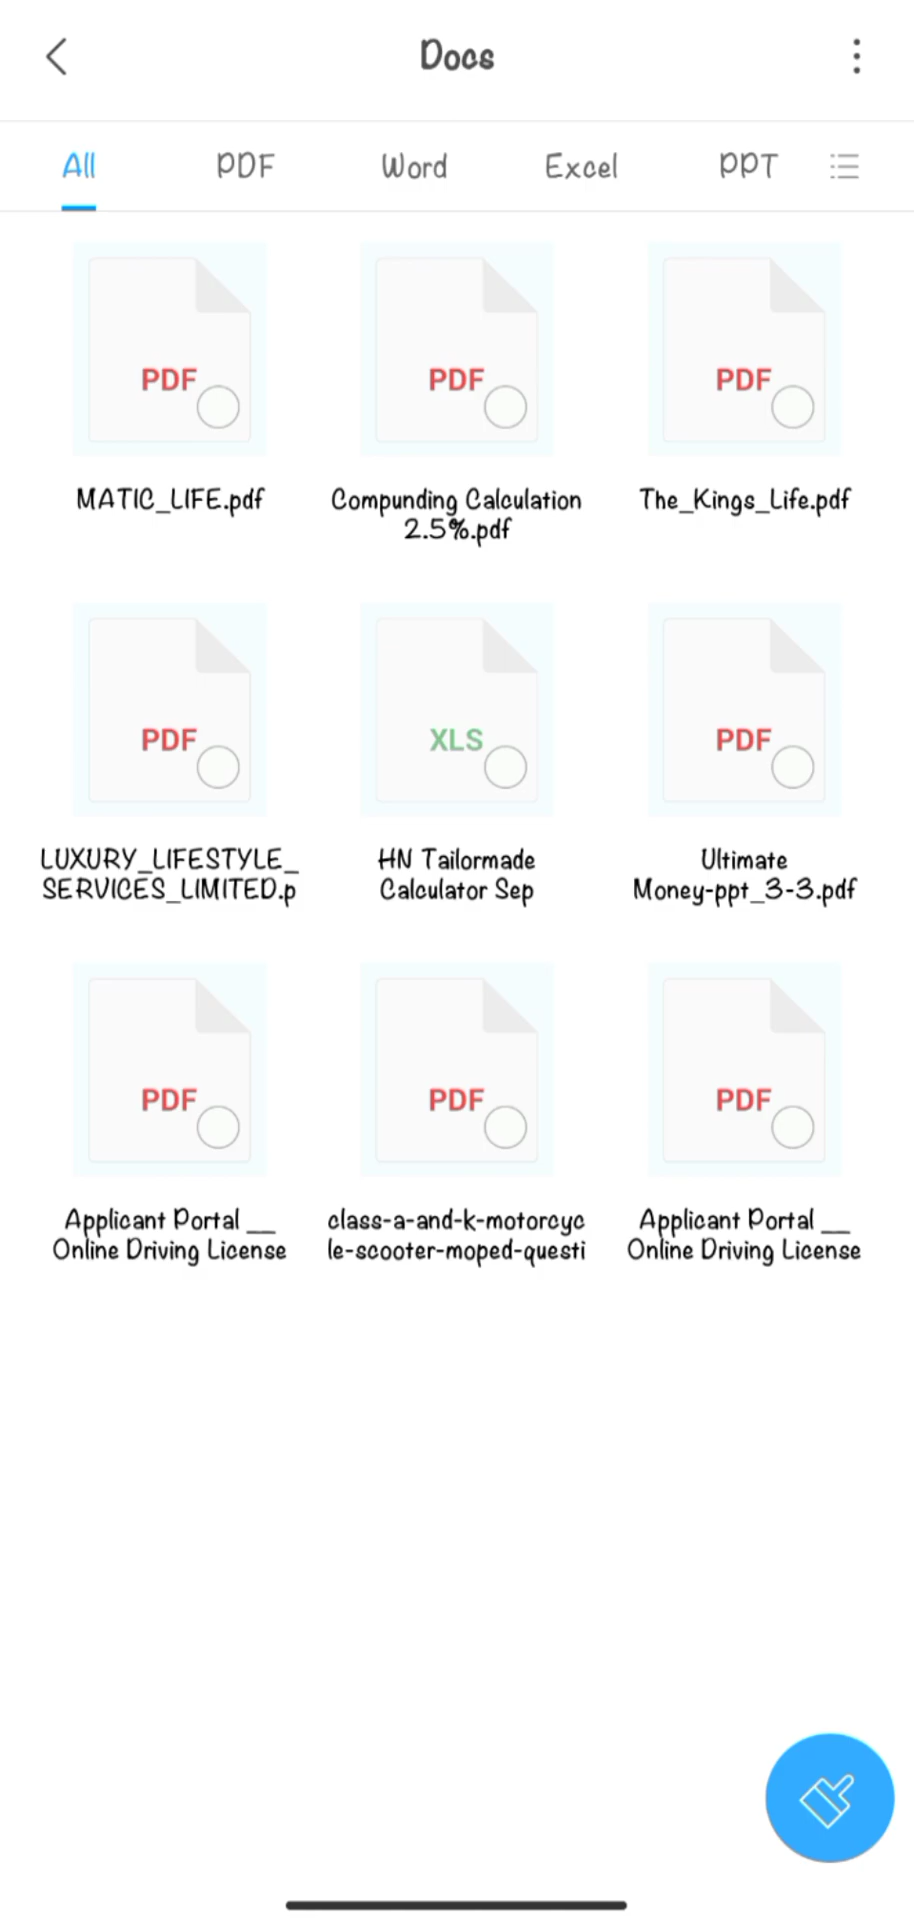 Docs
All PDF Word Excel PPT
PDF PDF PDF
MATIC_LIFE.pdf
Compunding Calculation
2.5%.pdf
The_Kings_Life.pdf
PDF XLS PDF
LUXURY_LIFESTYLE_
SERVICES_LIMITED.p
HN Tailormade
Calculator Sep
Ultimate
Money-ppt_3-3.pdf
PDF PDF PDF
Applicant Portal __
Online Driving License
class-a-and-k-motorcyc
le-scooter-moped-questi
Applicant Portal __
Online Driving License